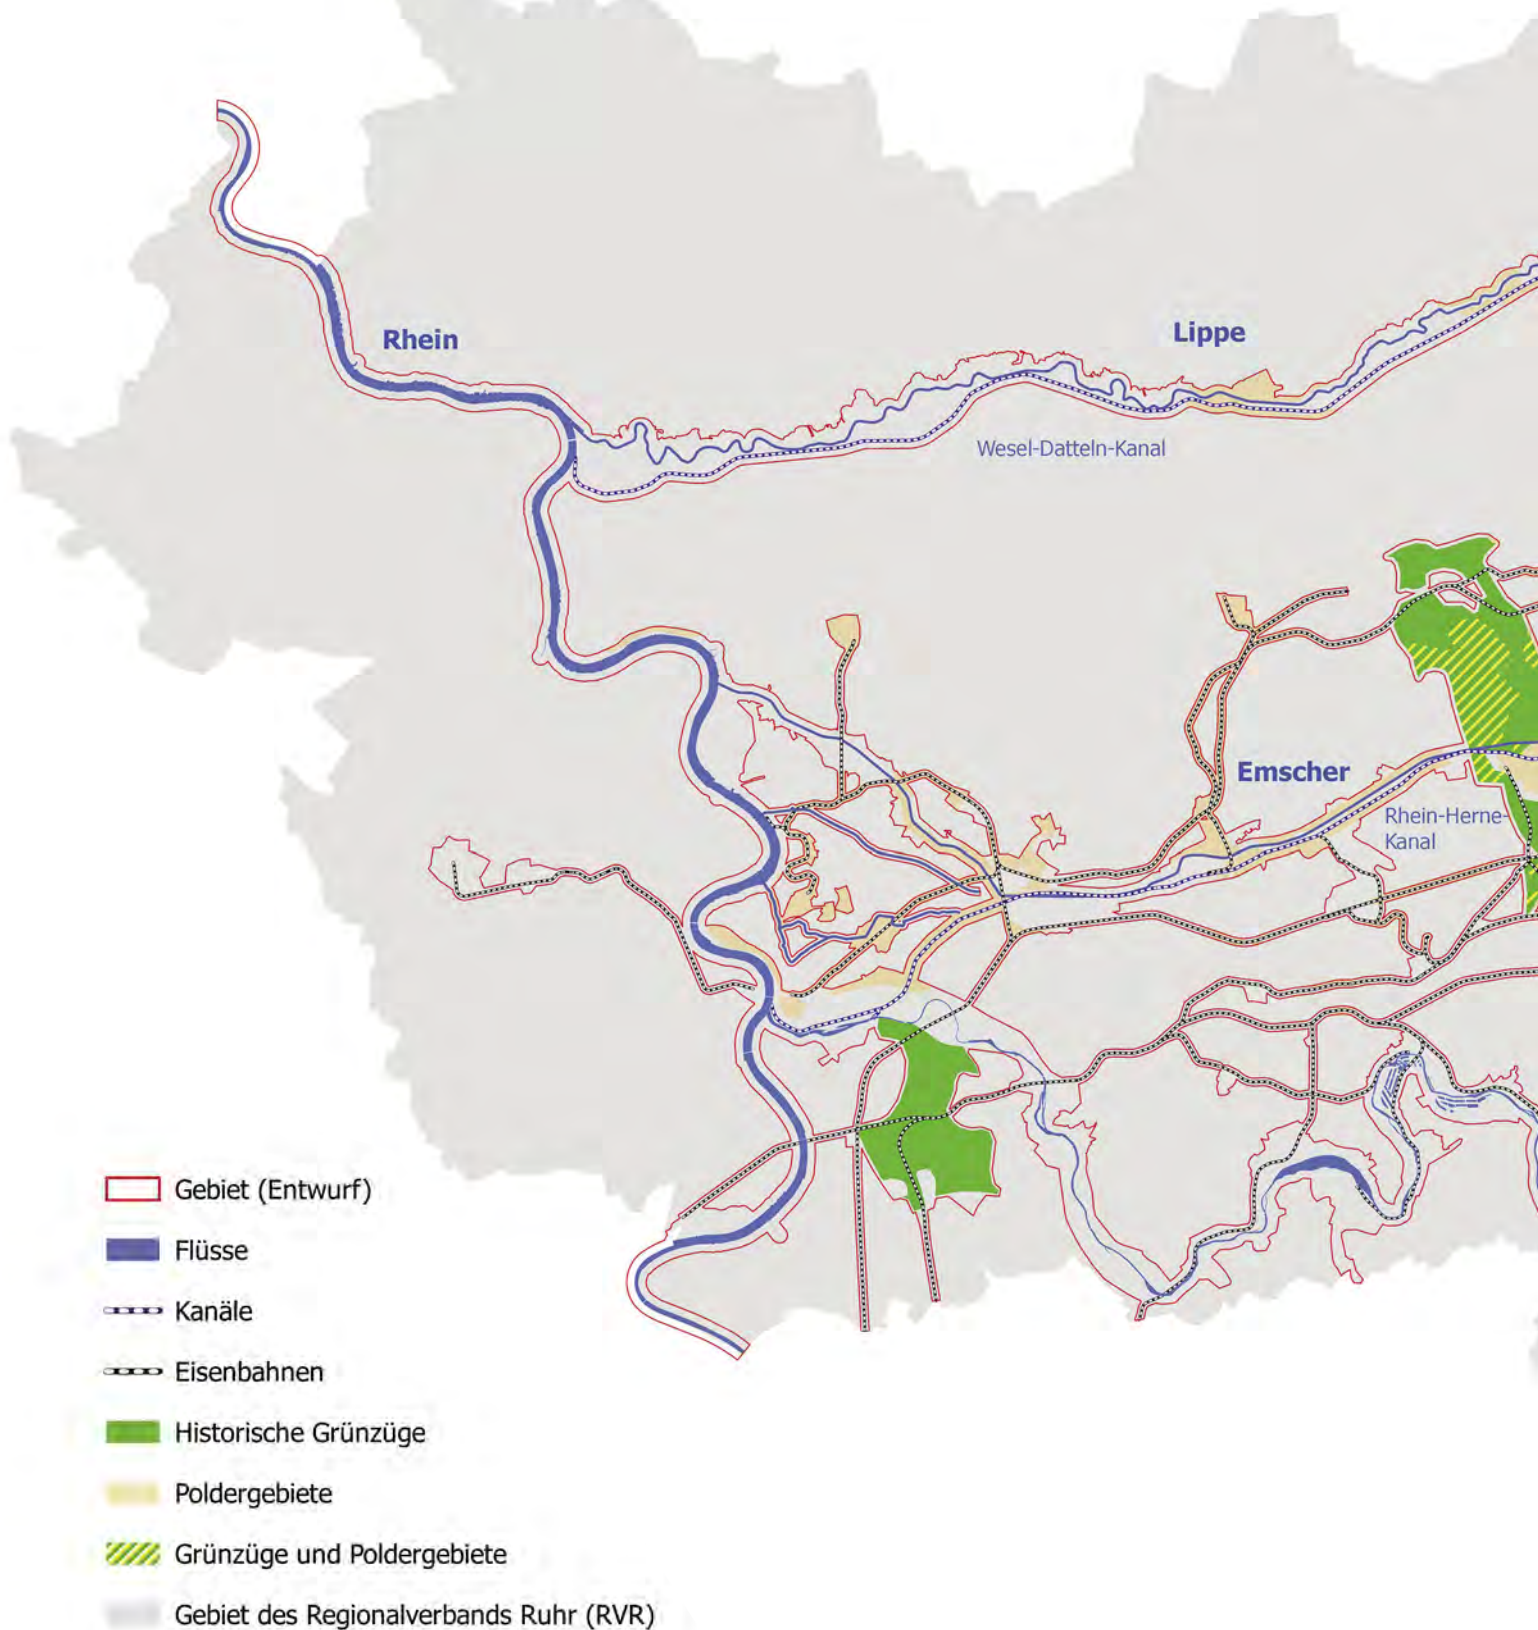 Rhein
Lippe
Wesel-Datteln-Kanal
Emscher
Rhein-Herne-
Kanal
Gebiet (Entwurf)
Flüsse
Kanäle
Eisenbahnen
Historische Grünzüge
Poldergebiete
Grünzüge und Poldergebiete
Gebiet des Regionalverbands Ruhr (RVR)